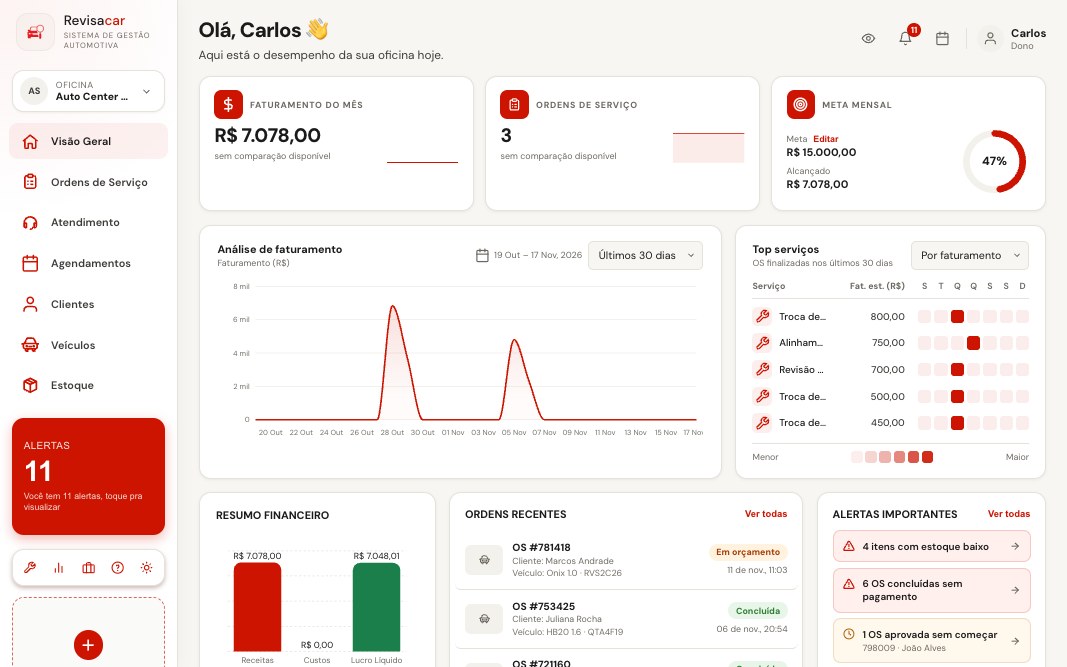 Revisacar
SISTEMA DE GESTÃO
AUTOMOTIVA
AS
OFICINA
Auto Center ...
Visão Geral
Ordens de Serviço
Atendimento
Agendamentos
Clientes
Veículos
Estoque
ALERTAS
11
Você tem 11 alertas, toque pra
visualizar
Olá, Carlos 👋
Aqui está o desempenho da sua oficina hoje.
11
Carlos
Dono
FATURAMENTO DO MÊS
R$ 7.078,00
sem comparação disponível
ORDENS DE SERVIÇO
3
sem comparação disponível
META MENSAL
Meta Editar
R$ 15.000,00
Alcançado
R$ 7.078,00
47%
Análise de faturamento
Faturamento (R$)
19 Out – 17 Nov, 2026
Últimos 30 dias
8 mil
6 mil
4 mil
2 mil
0
20 Out 22 Out 24 Out 26 Out 28 Out 30 Out 01 Nov 03 Nov 05 Nov 07 Nov 09 Nov 11 Nov 13 Nov 15 Nov 17 Nov
Top serviços
OS finalizadas nos últimos 30 dias
Por faturamento
Serviço Fat. est. (R$) S T Q Q S S D
Troca de... 800,00
Alinham... 750,00
Revisão ... 700,00
Troca de... 500,00
Troca de... 450,00
Menor Maior
RESUMO FINANCEIRO
R$ 7.078,00
R$ 0,00
R$ 7.048,01
Receitas Custos Lucro Líquido
ORDENS RECENTES Ver todas
OS #781418
Cliente: Marcos Andrade
Veículo: Onix 1.0 · RVS2C26
Em orçamento
11 de nov., 11:03
OS #753425
Cliente: Juliana Rocha
Veículo: HB20 1.6 · QTA4F19
Concluída
06 de nov., 20:54
OS #721160
Concluída
ALERTAS IMPORTANTES Ver todas
4 itens com estoque baixo
6 OS concluídas sem
pagamento
1 OS aprovada sem começar
798009 · João Alves